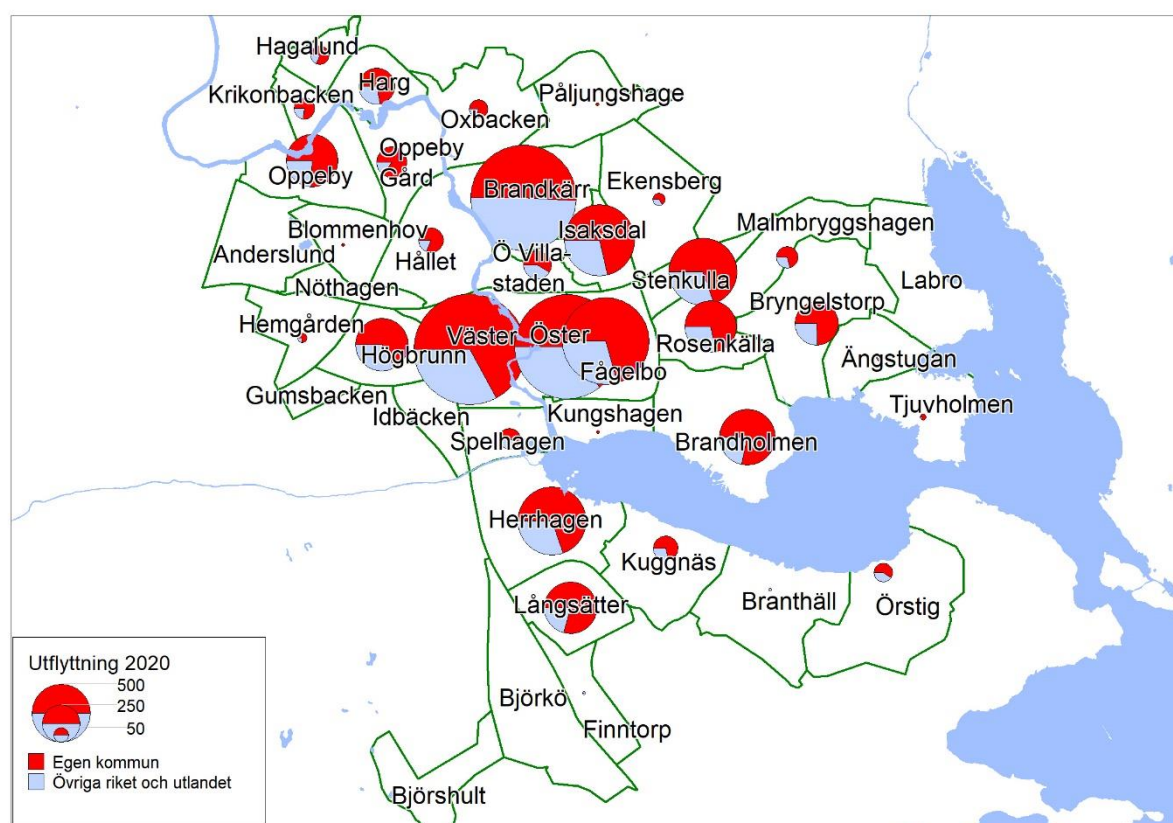 Hagalund
Harg
Krikonbacken
Oxbacken
Påljungshage
Oppeby
Oppeby
Gård
Brandkärr
Ekensberg
Isaksdal
Malmbryggshagen
Blommenhov
Anderslund
Hållet
Ö Villa-
staden
Stenkulla
Labro
Nöthagen
Bryngelstorp
Hemgården
Högbrunn
Väster
Öster
Rosenkälla
Ängstugan
Fågelbo
Gumsbacken
Idbäcken
Kungshagen
Tjuvholmen
Spelhagen
Brandholmen
Herrhagen
Kuggnäs
Långsätter
Branthäll
Örstig
Björkö
Finntorp
Björshult
Utflyttning 2020
500
250
50
Egen kommun
Övriga riket och utlandet